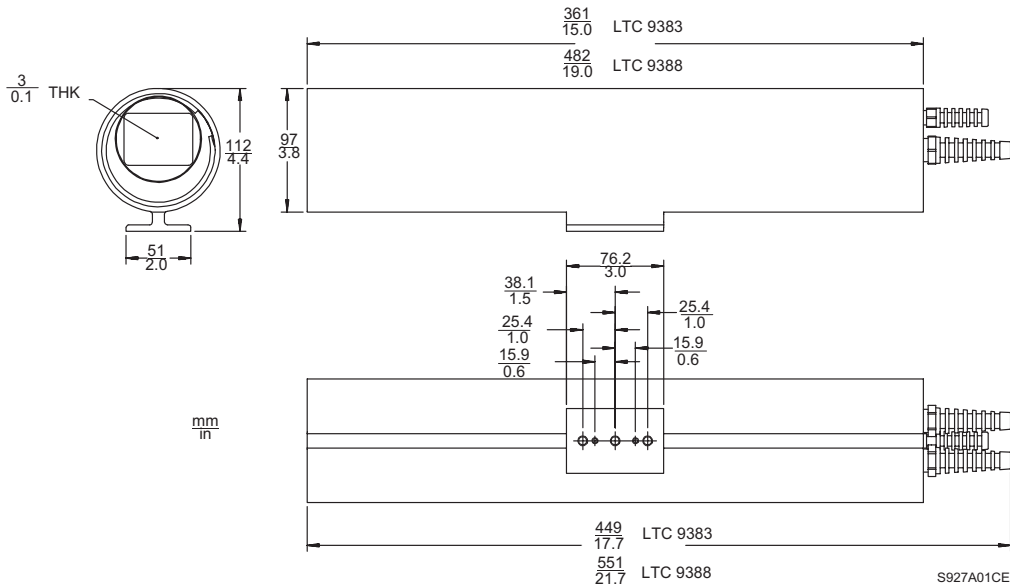 361
15.0 LTC 9383
482
19.0 LTC 9388
3
0.1 THK
112
4.4
97
3.8
51
2.0
76.2
3.0
38.1
1.5
25.4
1.0
25.4
1.0
15.9
0.6
15.9
0.6
mm
in
449
17.7 LTC 9383
551
21.7 LTC 9388
S927A01CE